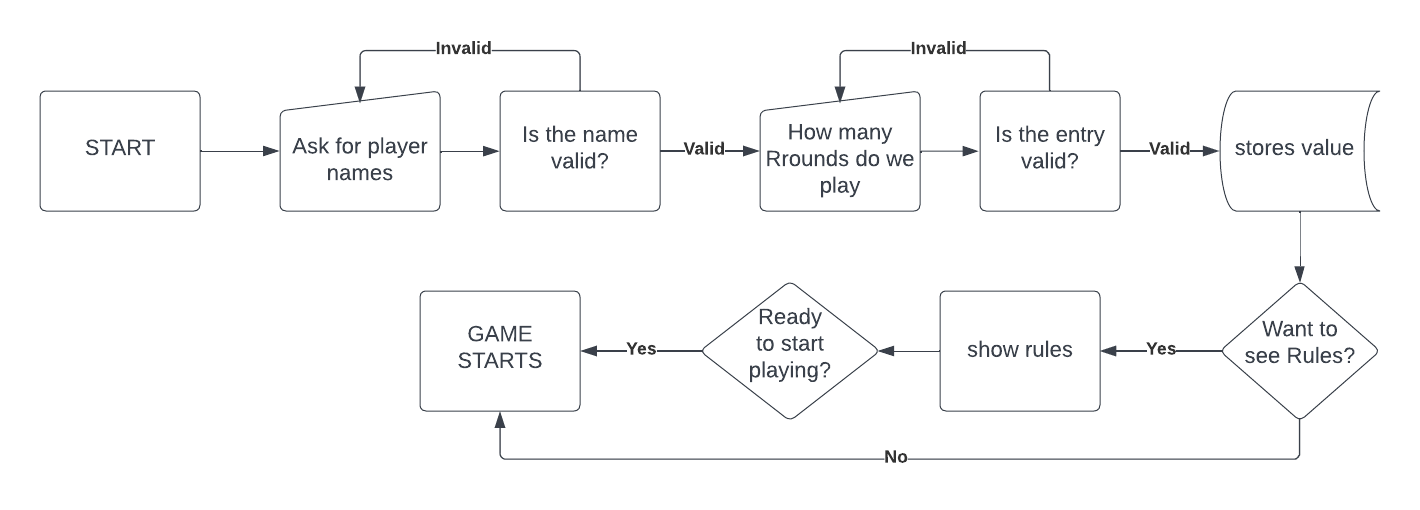 Invalid
Invalid
START
Ask for player
names
Is the name
valid?
Valid
How many
Rrounds do we
play
Is the entry
valid?
Valid
stores value
GAME
STARTS
Yes
Ready
to start
playing?
show rules
Yes
Want to
see Rules?
No